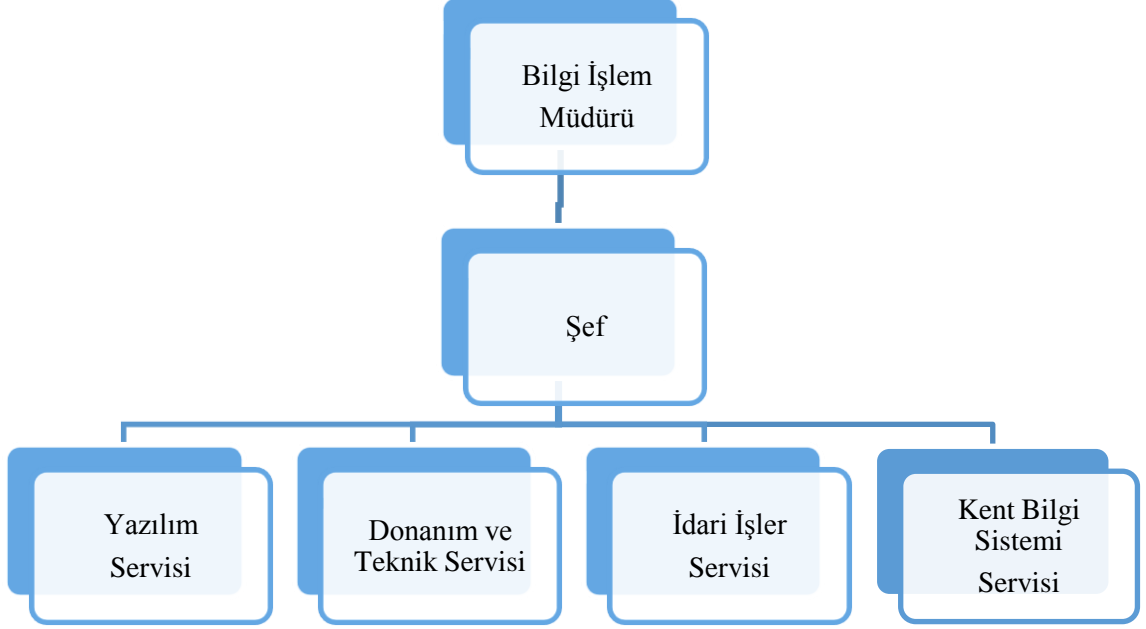 Bilgi İşlem
Müdürü
Şef
Yazılım
Servisi
Donanım ve
Teknik Servisi
İdari İşler
Servisi
Kent Bilgi
Sistemi
Servisi